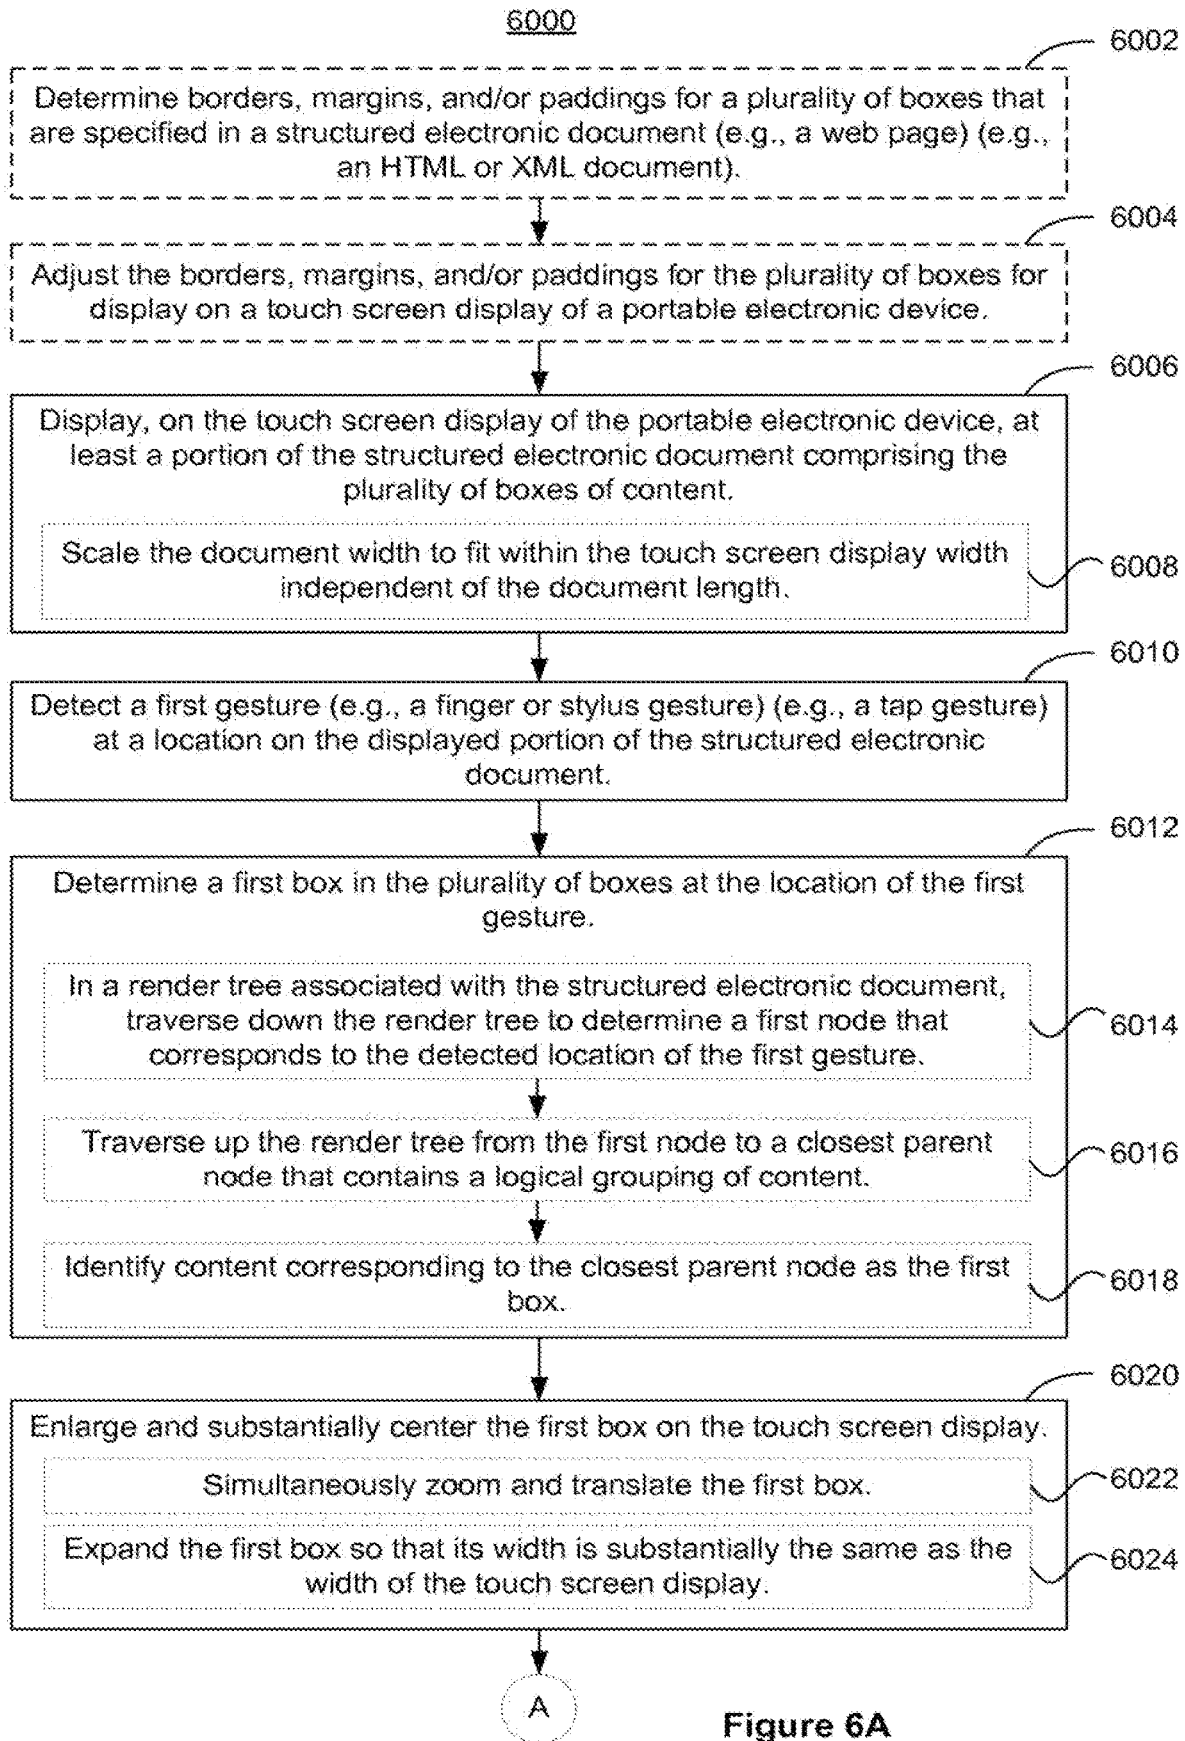 6000
6002
Determine borders, margins, and/or paddings for a plurality of boxes that
are specified in a structured electronic document (e.g., a web page) (e.g.,
an HTML or XML document).
6004
Adjust the borders, margins, and/or paddings for the plurality of boxes for
display on a touch screen display of a portable electronic device.
6006
Display, on the touch screen display of the portable electronic device, at
least a portion of the structured electronic document comprising the
plurality of boxes of content.
Scale the document width to fit within the touch screen display width
independent of the document length.
6008
6010
Detect a first gesture (e.g., a finger or stylus gesture) (e.g., a tap gesture)
at a location on the displayed portion of the structured electronic
document.
6012
Determine a first box in the plurality of boxes at the location of the first
gesture.
In a render tree associated with the structured electronic document,
traverse down the render tree to determine a first node that
corresponds to the detected location of the first gesture.
6014
Traverse up the render tree from the first node to a closest parent
node that contains a logical grouping of content.
6016
Identify content corresponding to the closest parent node as the first
box.
6018
6020
Enlarge and substantially center the first box on the touch screen display.
Simultaneously zoom and translate the first box.
6022
Expand the first box so that its width is substantially the same as the
width of the touch screen display.
6024
A
Figure 6A